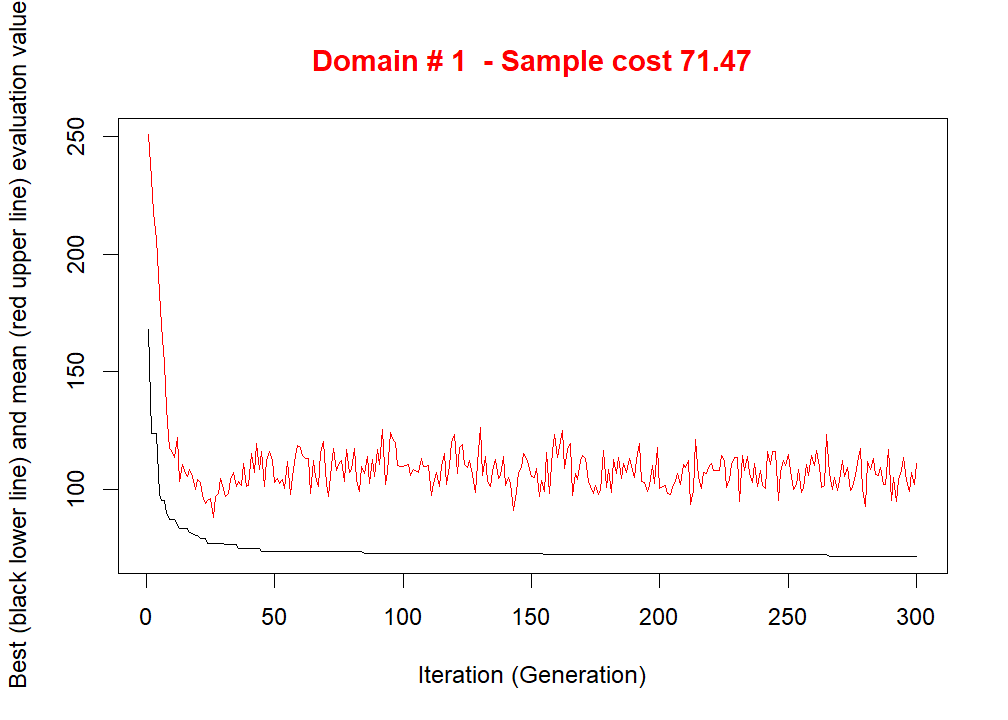 Domain # 1  - Sample cost 71.47
Best (black lower line) and mean (red upper line) evaluation value
250
200
150
100
0 50 100 150 200 250 300
Iteration (Generation)